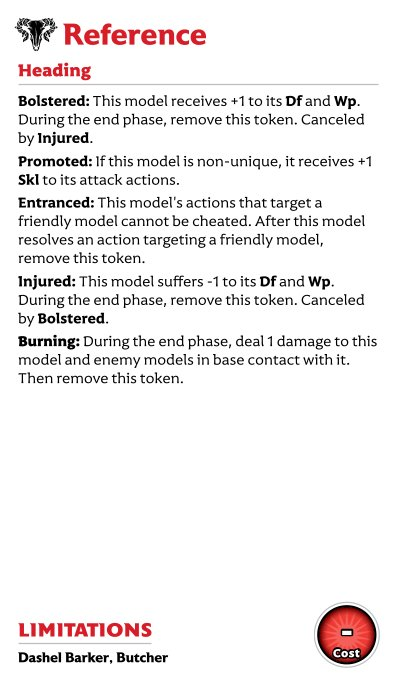 Reference
Heading
Bolstered: This model receives +1 to its Df and Wp.
During the end phase, remove this token. Canceled
by Injured.
Promoted: If this model is non-unique, it receives +1
Skl to its attack actions.
Entranced: This model's actions that target a
friendly model cannot be cheated. After this model
resolves an action targeting a friendly model,
remove this token.
Injured: This model suffers -1 to its Df and Wp.
During the end phase, remove this token. Canceled
by Bolstered.
Burning: During the end phase, deal 1 damage to this
model and enemy models in base contact with it.
Then remove this token.
LIMITATIONS
Dashel Barker, Butcher
-
Cost